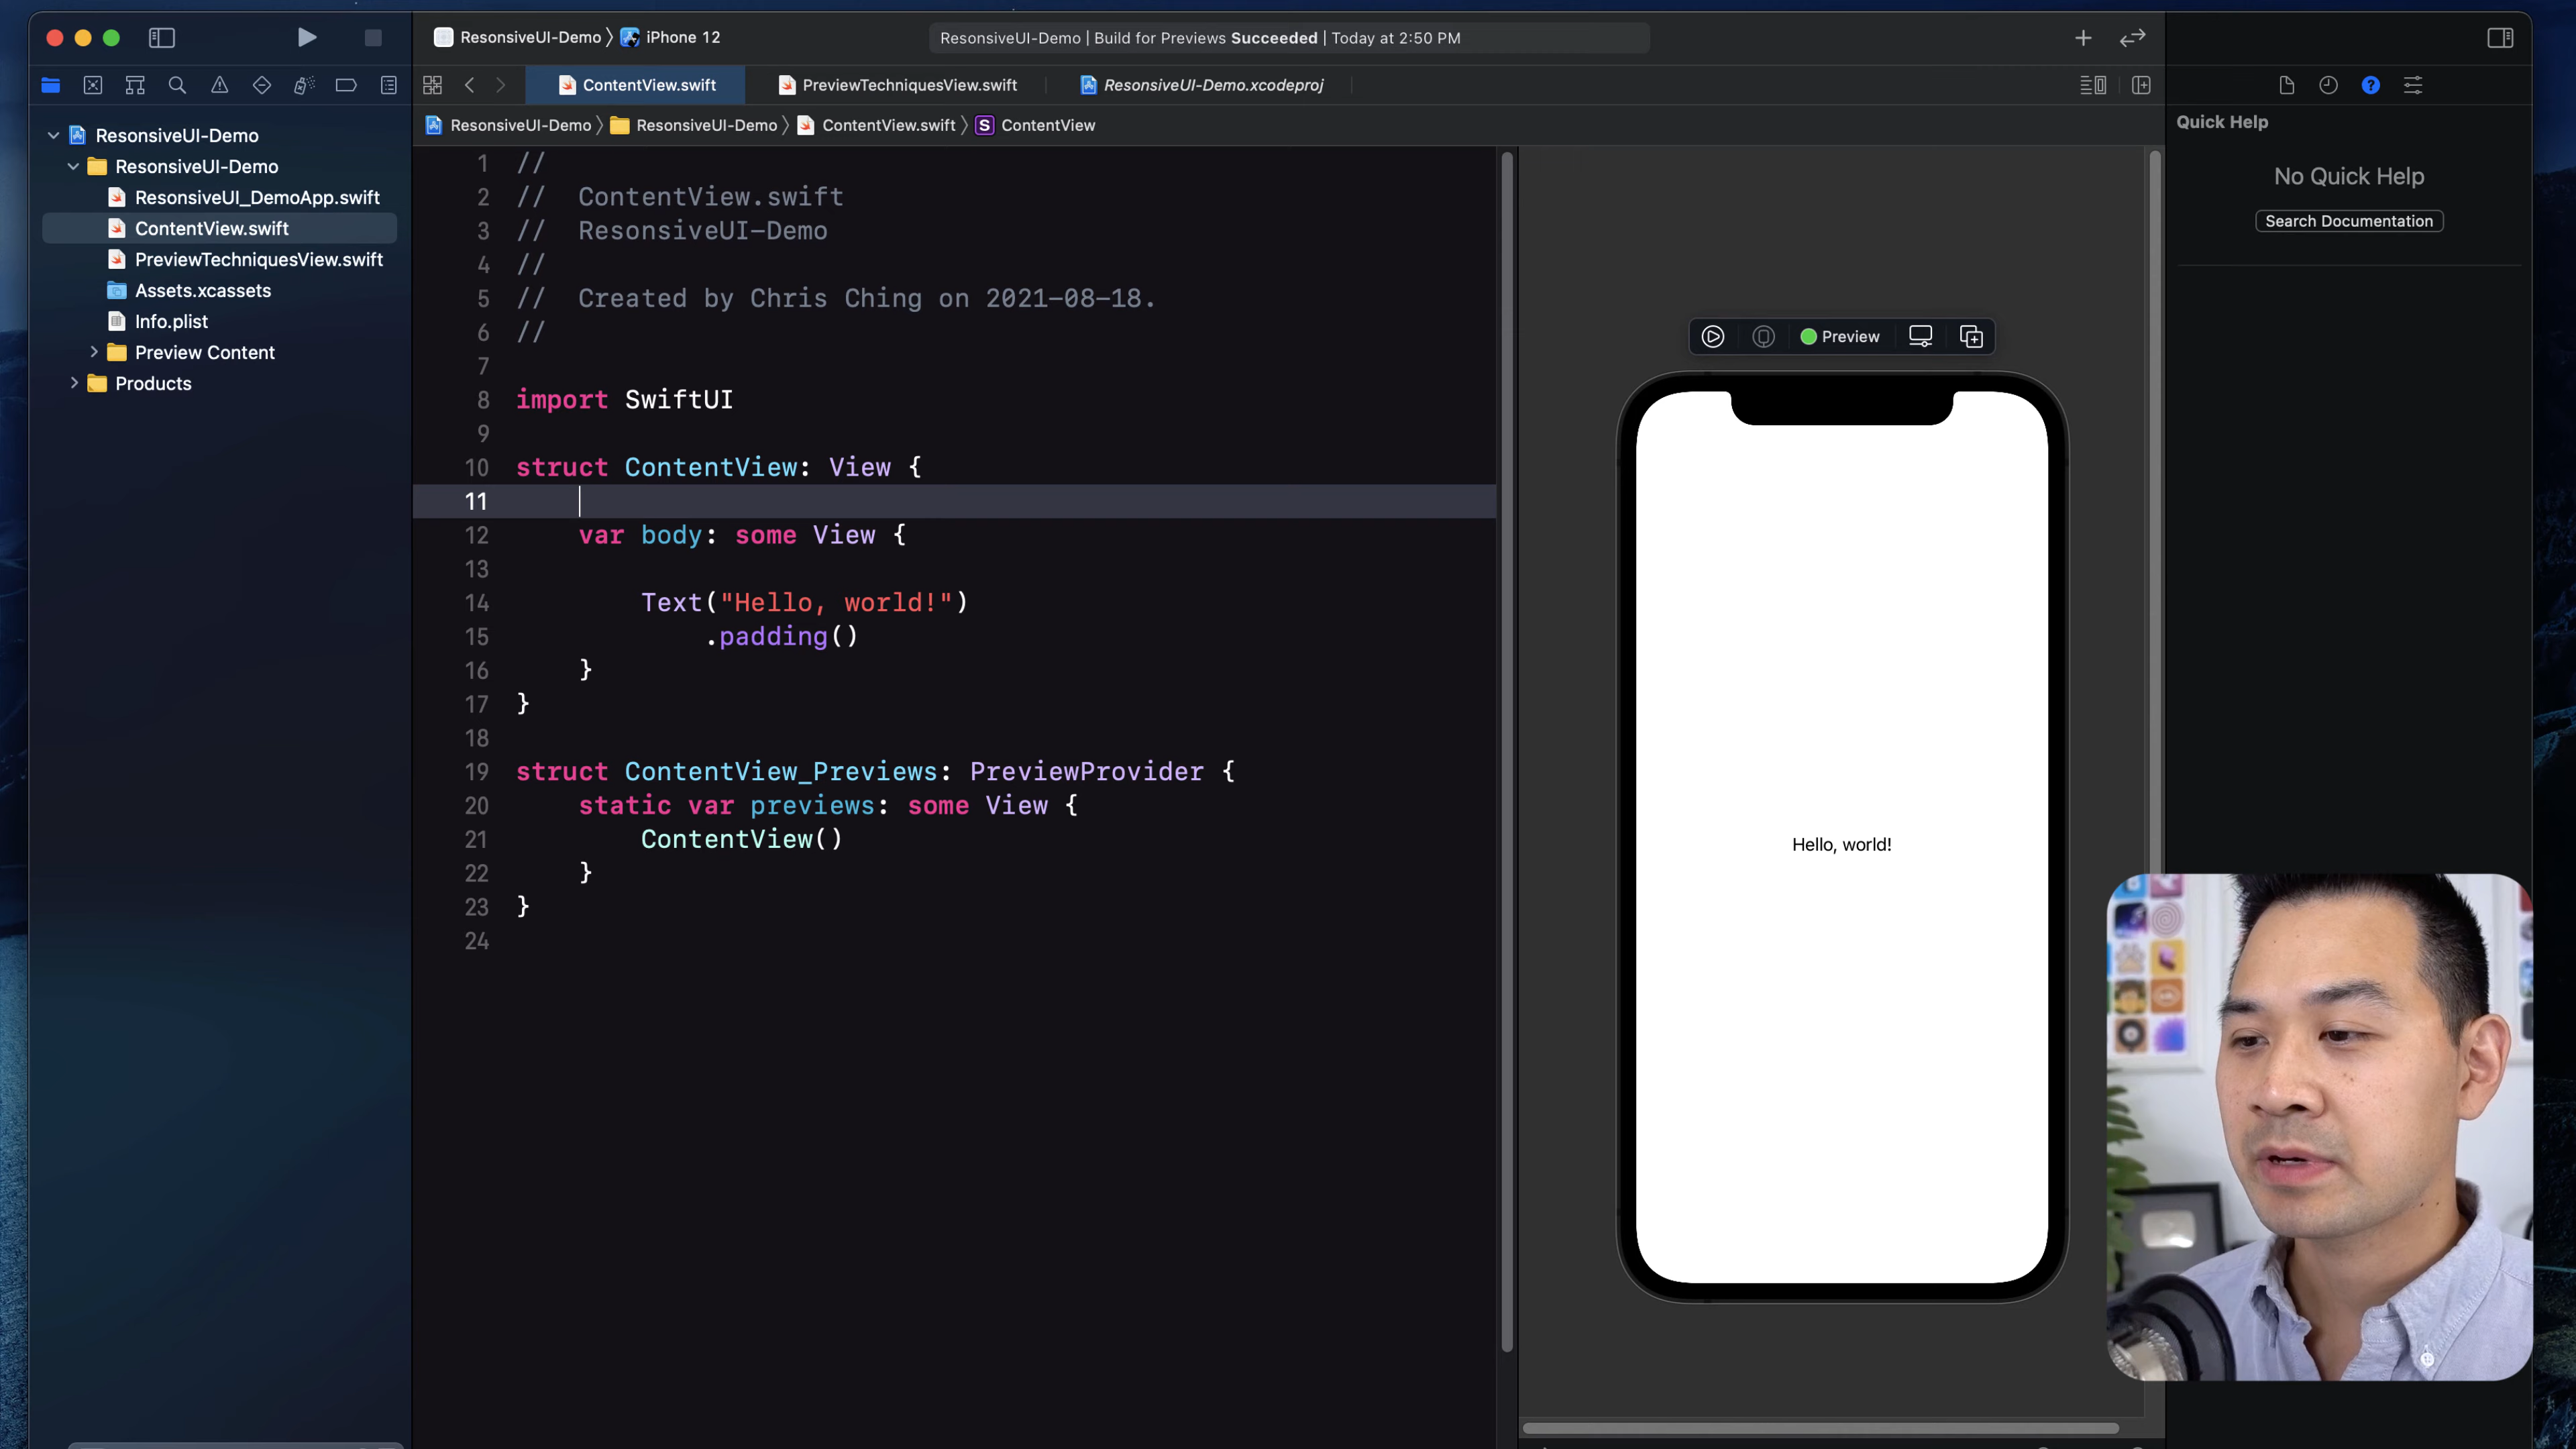 ResonsiveUI-Demo 〉 iPhone 12
ResonsiveUI-Demo | Build for Previews Succeeded | Today at 2:50 PM
ContentView.swift
PreviewTechniquesView.swift
ResonsiveUI-Demo.xcodeproj
ResonsiveUI-Demo 〉 ResonsiveUI-Demo 〉 ContentView.swift 〉 S ContentView
ResonsiveUI-Demo
ResonsiveUI-Demo
ResonsiveUI_DemoApp.swift
ContentView.swift
PreviewTechniquesView.swift
Assets.xcassets
Info.plist
Preview Content
Products
1 //
2 //  ContentView.swift
3 //  ResonsiveUI-Demo
4 //
5 //  Created by Chris Ching on 2021-08-18.
6 //
7
8 import SwiftUI
9
10 struct ContentView: View {
11
12     var body: some View {
13
14         Text("Hello, world!")
15             .padding()
16     }
17 }
18
19 struct ContentView_Previews: PreviewProvider {
20     static var previews: some View {
21         ContentView()
22     }
23 }
24
Preview
Hello, world!
Quick Help
No Quick Help
Search Documentation